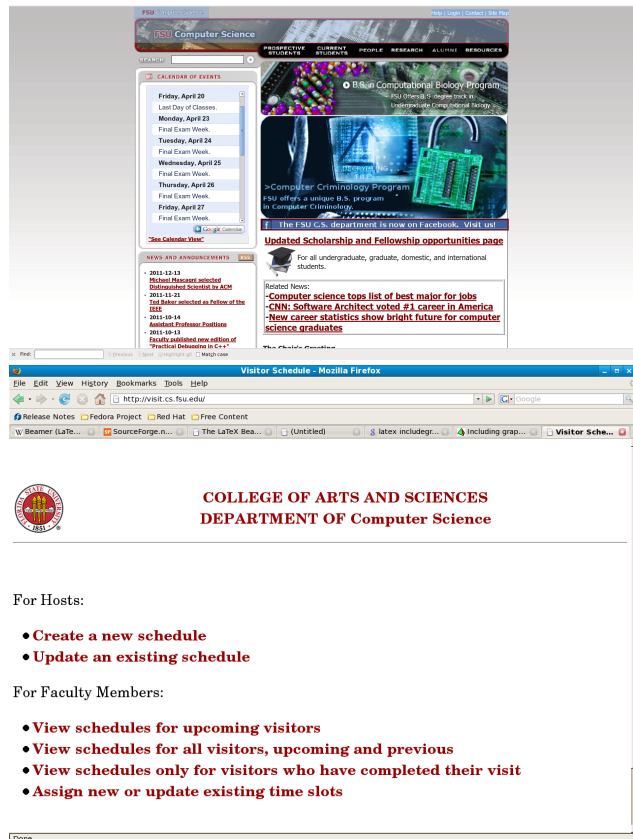 FSU
Help | Login | Contact | Site Map
FSU Computer Science
PROSPECTIVE STUDENTS
CURRENT STUDENTS
PEOPLE
RESEARCH
ALUMNI
RESOURCES
SEARCH
CALENDAR OF EVENTS
Friday, April 20
Last Day of Classes.
Monday, April 23
Final Exam Week.
Tuesday, April 24
Final Exam Week.
Wednesday, April 25
Final Exam Week.
Thursday, April 26
Final Exam Week.
Friday, April 27
Final Exam Week.
Google Calendar
"See Calendar View"
NEWS AND ANNOUNCEMENTS RSS
2011-12-13
Michael Mascagni selected
Distinguished Scientist by ACM
2011-11-21
Ted Baker selected as Fellow of the
IEEE
2011-10-14
Assistant Professor Positions
2011-10-13
Faculty published new edition of
"Practical Debugging in C++"
B.S. in Computational Biology Program
FSU Offers B.S. degree track in
Undergraduate Computational Biology
DECRYPTING
>Computer Criminology Program
FSU offers a unique B.S. program
in Computer Criminology.
f The FSU C.S. department is now on Facebook. Visit us!
Updated Scholarship and Fellowship opportunities page
For all undergraduate, graduate, domestic, and international
students.
Related News:
-Computer science tops list of best major for jobs
-CNN: Software Architect voted #1 career in America
-New career statistics show bright future for computer
science graduates
The Chair's Greeting
x Find: Previous Next Highlight all Match case
Visitor Schedule - Mozilla Firefox
File Edit View History Bookmarks Tools Help
http://visit.cs.fsu.edu/ Google
Release Notes Fedora Project Red Hat Free Content
Beamer (LaTe... SourceForge.n... The LaTeX Bea... (Untitled) latex includegr... Including grap... Visitor Sche...
FLORIDA STATE UNIVERSITY
1851
COLLEGE OF ARTS AND SCIENCES
DEPARTMENT OF Computer Science
For Hosts:
Create a new schedule
Update an existing schedule
For Faculty Members:
View schedules for upcoming visitors
View schedules for all visitors, upcoming and previous
View schedules only for visitors who have completed their visit
Assign new or update existing time slots
Done